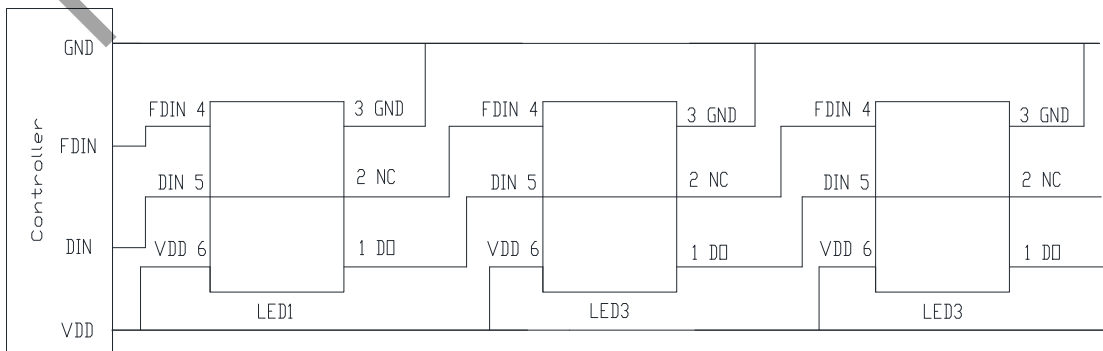 GND
FDIN
DIN
VDD
Controller
FDIN 4
3 GND
DIN 5
2 NC
VDD 6
1 DO
LED1
FDIN 4
3 GND
DIN 5
2 NC
VDD 6
1 DO
LED3
FDIN 4
3 GND
DIN 5
2 NC
VDD 6
1 DO
LED3